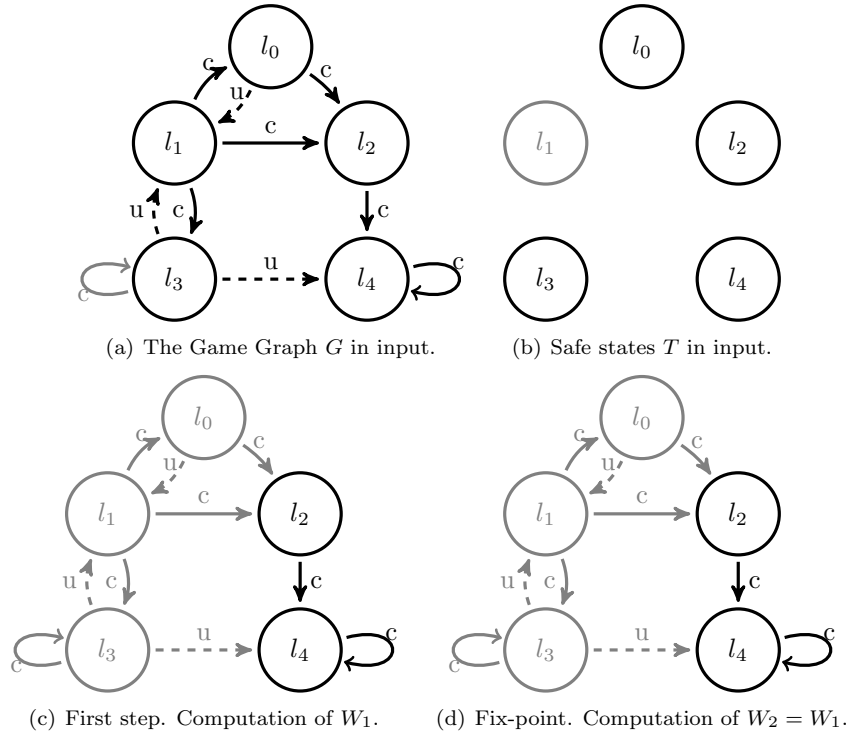 l0
l0
c
c
u
l1
c
l2
l1
l2
u
c
c
c
l3
u
l4
c
l3
l4
(a) The Game Graph G in input.
(b) Safe states T in input.
l0
l0
c
c
c
c
u
u
l1
c
l2
l1
c
l2
u
c
c
u
c
c
c
l3
u
l4
c
c
l3
u
l4
c
(c) First step. Computation of W1.
(d) Fix-point. Computation of W2 = W1.